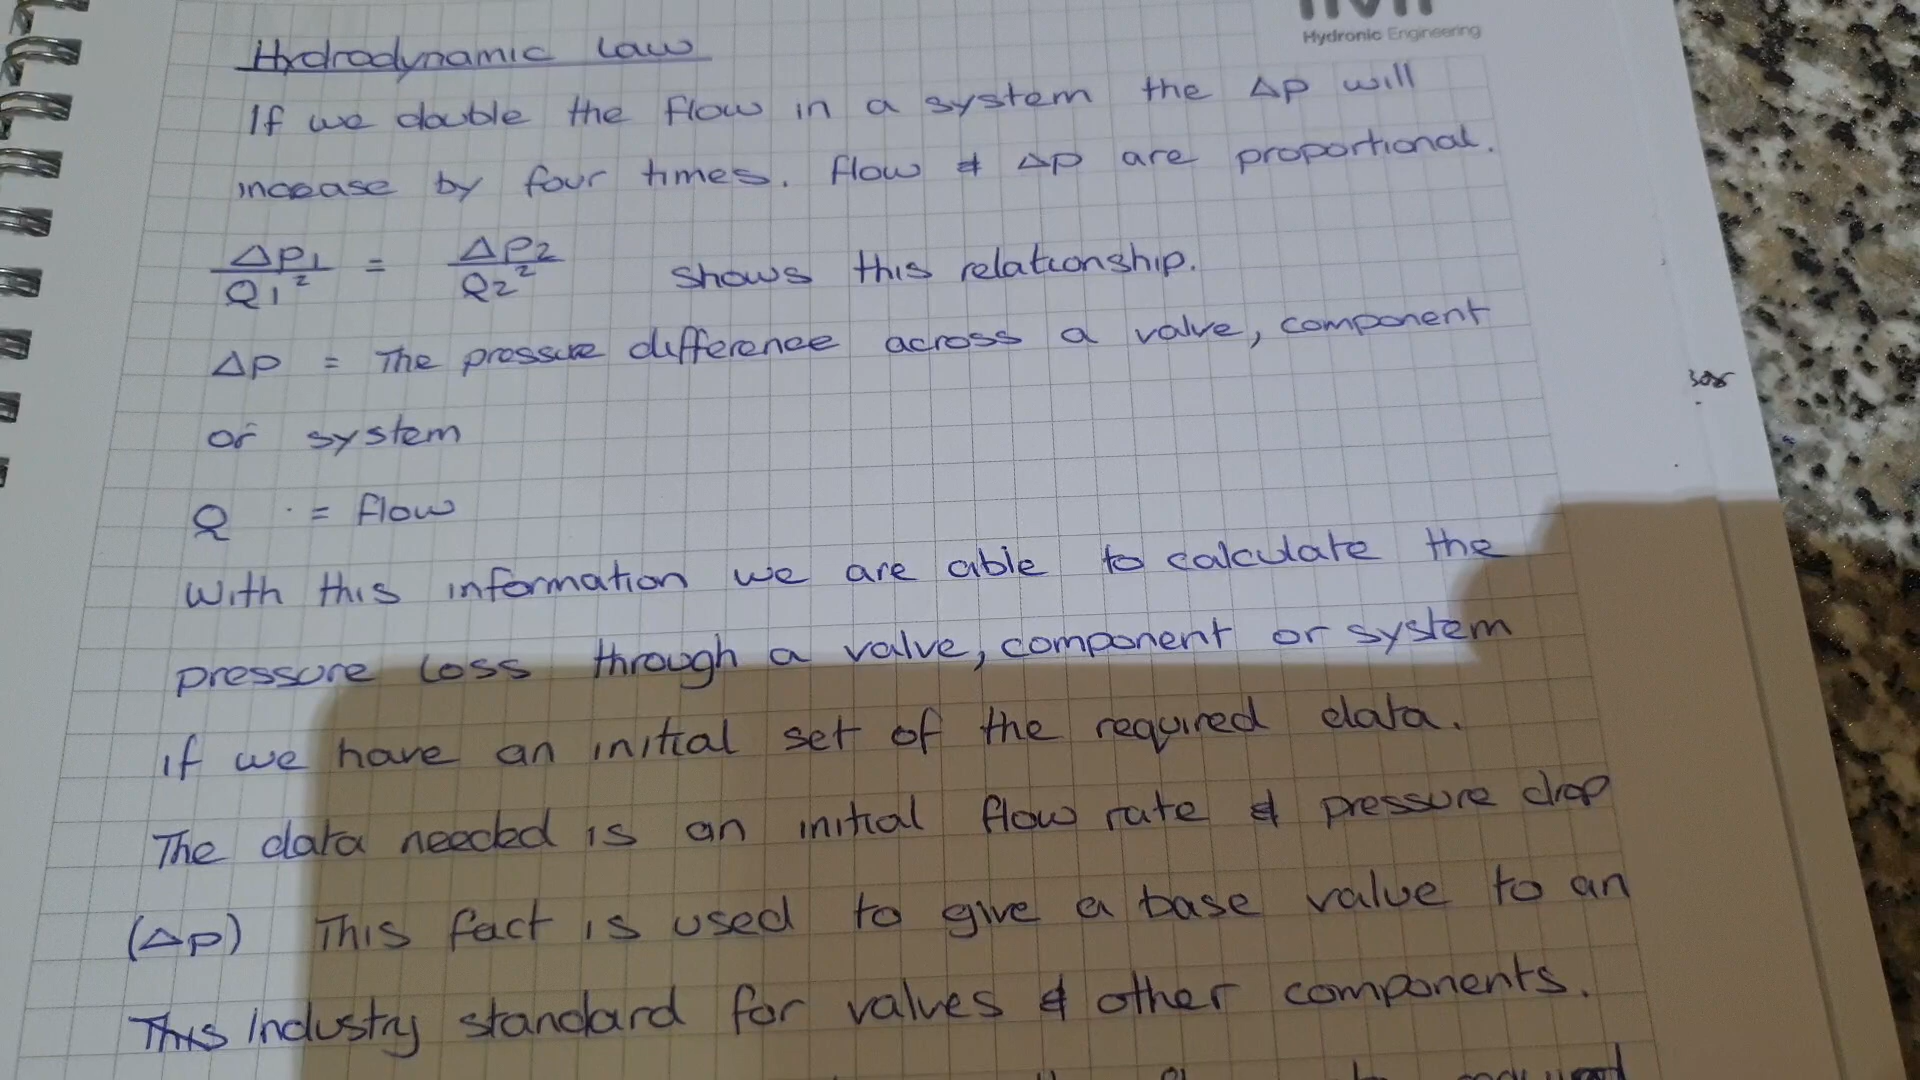 Hydronic Engineering
Hydrodynamic Law
If we double the flow in a system the Δp will
increase by four times. Flow & Δp are proportional.
ΔP1 / Q1² = ΔP2 / Q2² shows this relationship.
Δp = The pressure difference across a valve, component
or system
Q = flow
With this information we are able to calculate the
pressure loss through a valve, component or system
if we have an initial set of the required data.
The data needed is an initial flow rate & pressure drop
(Δp) This fact is used to give a base value to an
This Industry standard for valves & other components.